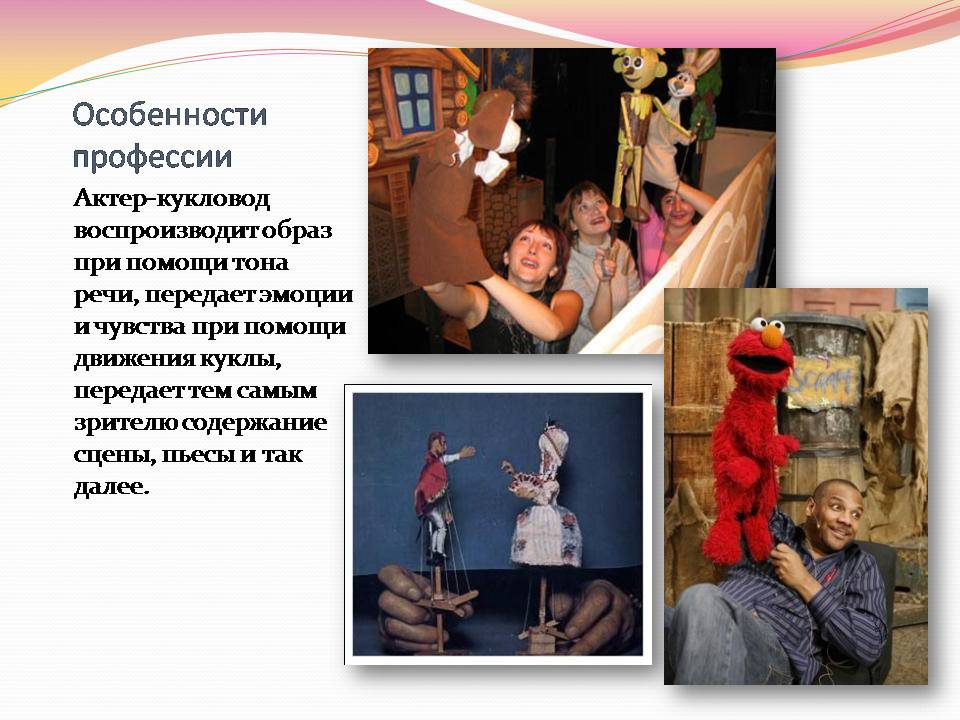 Особенности
профессии
Актер-кукловод
воспроизводит образ
при помощи тона
речи, передает эмоции
и чувства при помощи
движения куклы,
передает тем самым
зрителю содержание
сцены, пьесы и так
далее.